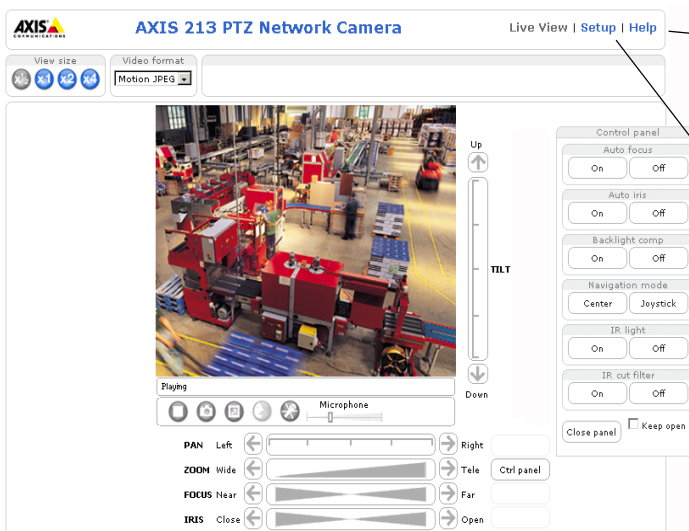 AXIS
COMMUNICATIONS
AXIS 213 PTZ Network Camera
Live View | Setup | Help
View size
Video format
x½ x1 x2 x4
Motion JPEG
Control panel
Auto focus
On Off
Auto iris
On Off
Backlight comp
On Off
Navigation mode
Center Joystick
IR light
On Off
IR cut filter
On Off
Close panel
Keep open
Up
TILT
Down
Playing
Microphone
PAN Left Right
ZOOM Wide Tele Ctrl panel
FOCUS Near Far
IRIS Close Open